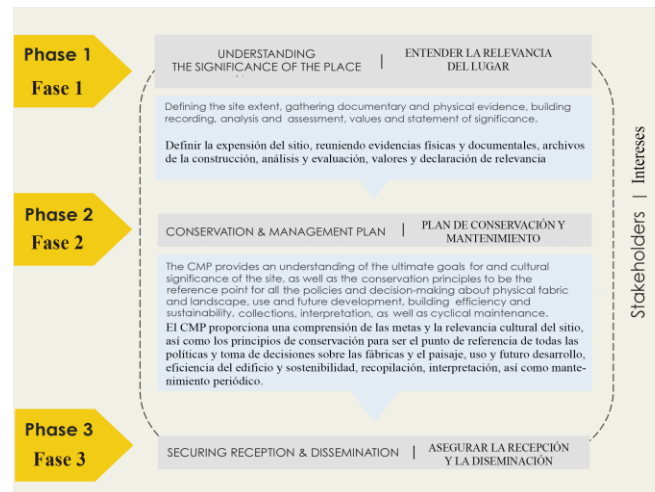 Phase 1
Fase 1
UNDERSTANDING
THE SIGNIFICANCE OF THE PLACE
|
ENTENDER LA RELEVANCIA
DEL LUGAR
Defining the site extent, gathering documentary and physical evidence, building
recording, analysis and assessment, values and statement of significance.
Definir la expensión del sitio, reuniendo evidencias físicas y documentales, archivos
de la construcción, análisis y evaluación, valores y declaración de relevancia
Phase 2
Fase 2
CONSERVATION & MANAGEMENT PLAN
|
PLAN DE CONSERVACIÓN Y
MANTENIMIENTO
The CMP provides an understanding of the ultimate goals for and cultural
significance of the site, as well as the conservation principles to be the
reference point for all the policies and decision-making about physical fabric
and landscape, use and future development, building efficiency and
sustainability, collections, interpretation, as well as cyclical maintenance.
El CMP proporciona una comprensión de las metas y la relevancia cultural del sitio,
así como los principios de conservación para ser el punto de referencia de todas las
políticas y toma de decisiones sobre las fábricas y el paisaje, uso y futuro desarrollo,
eficiencia del edificio y sostenibilidad, recopilación, interpretación, así como mante-
nimiento periódico.
Phase 3
Fase 3
SECURING RECEPTION & DISSEMINATION
|
ASEGURAR LA RECEPCIÓN
Y LA DISEMINACIÓN
Stakeholders | Intereses